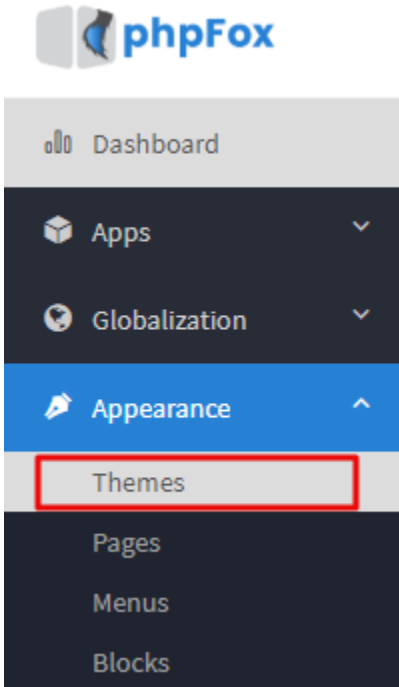 phpFox
Dashboard
Apps
Globalization
Appearance
Themes
Pages
Menus
Blocks